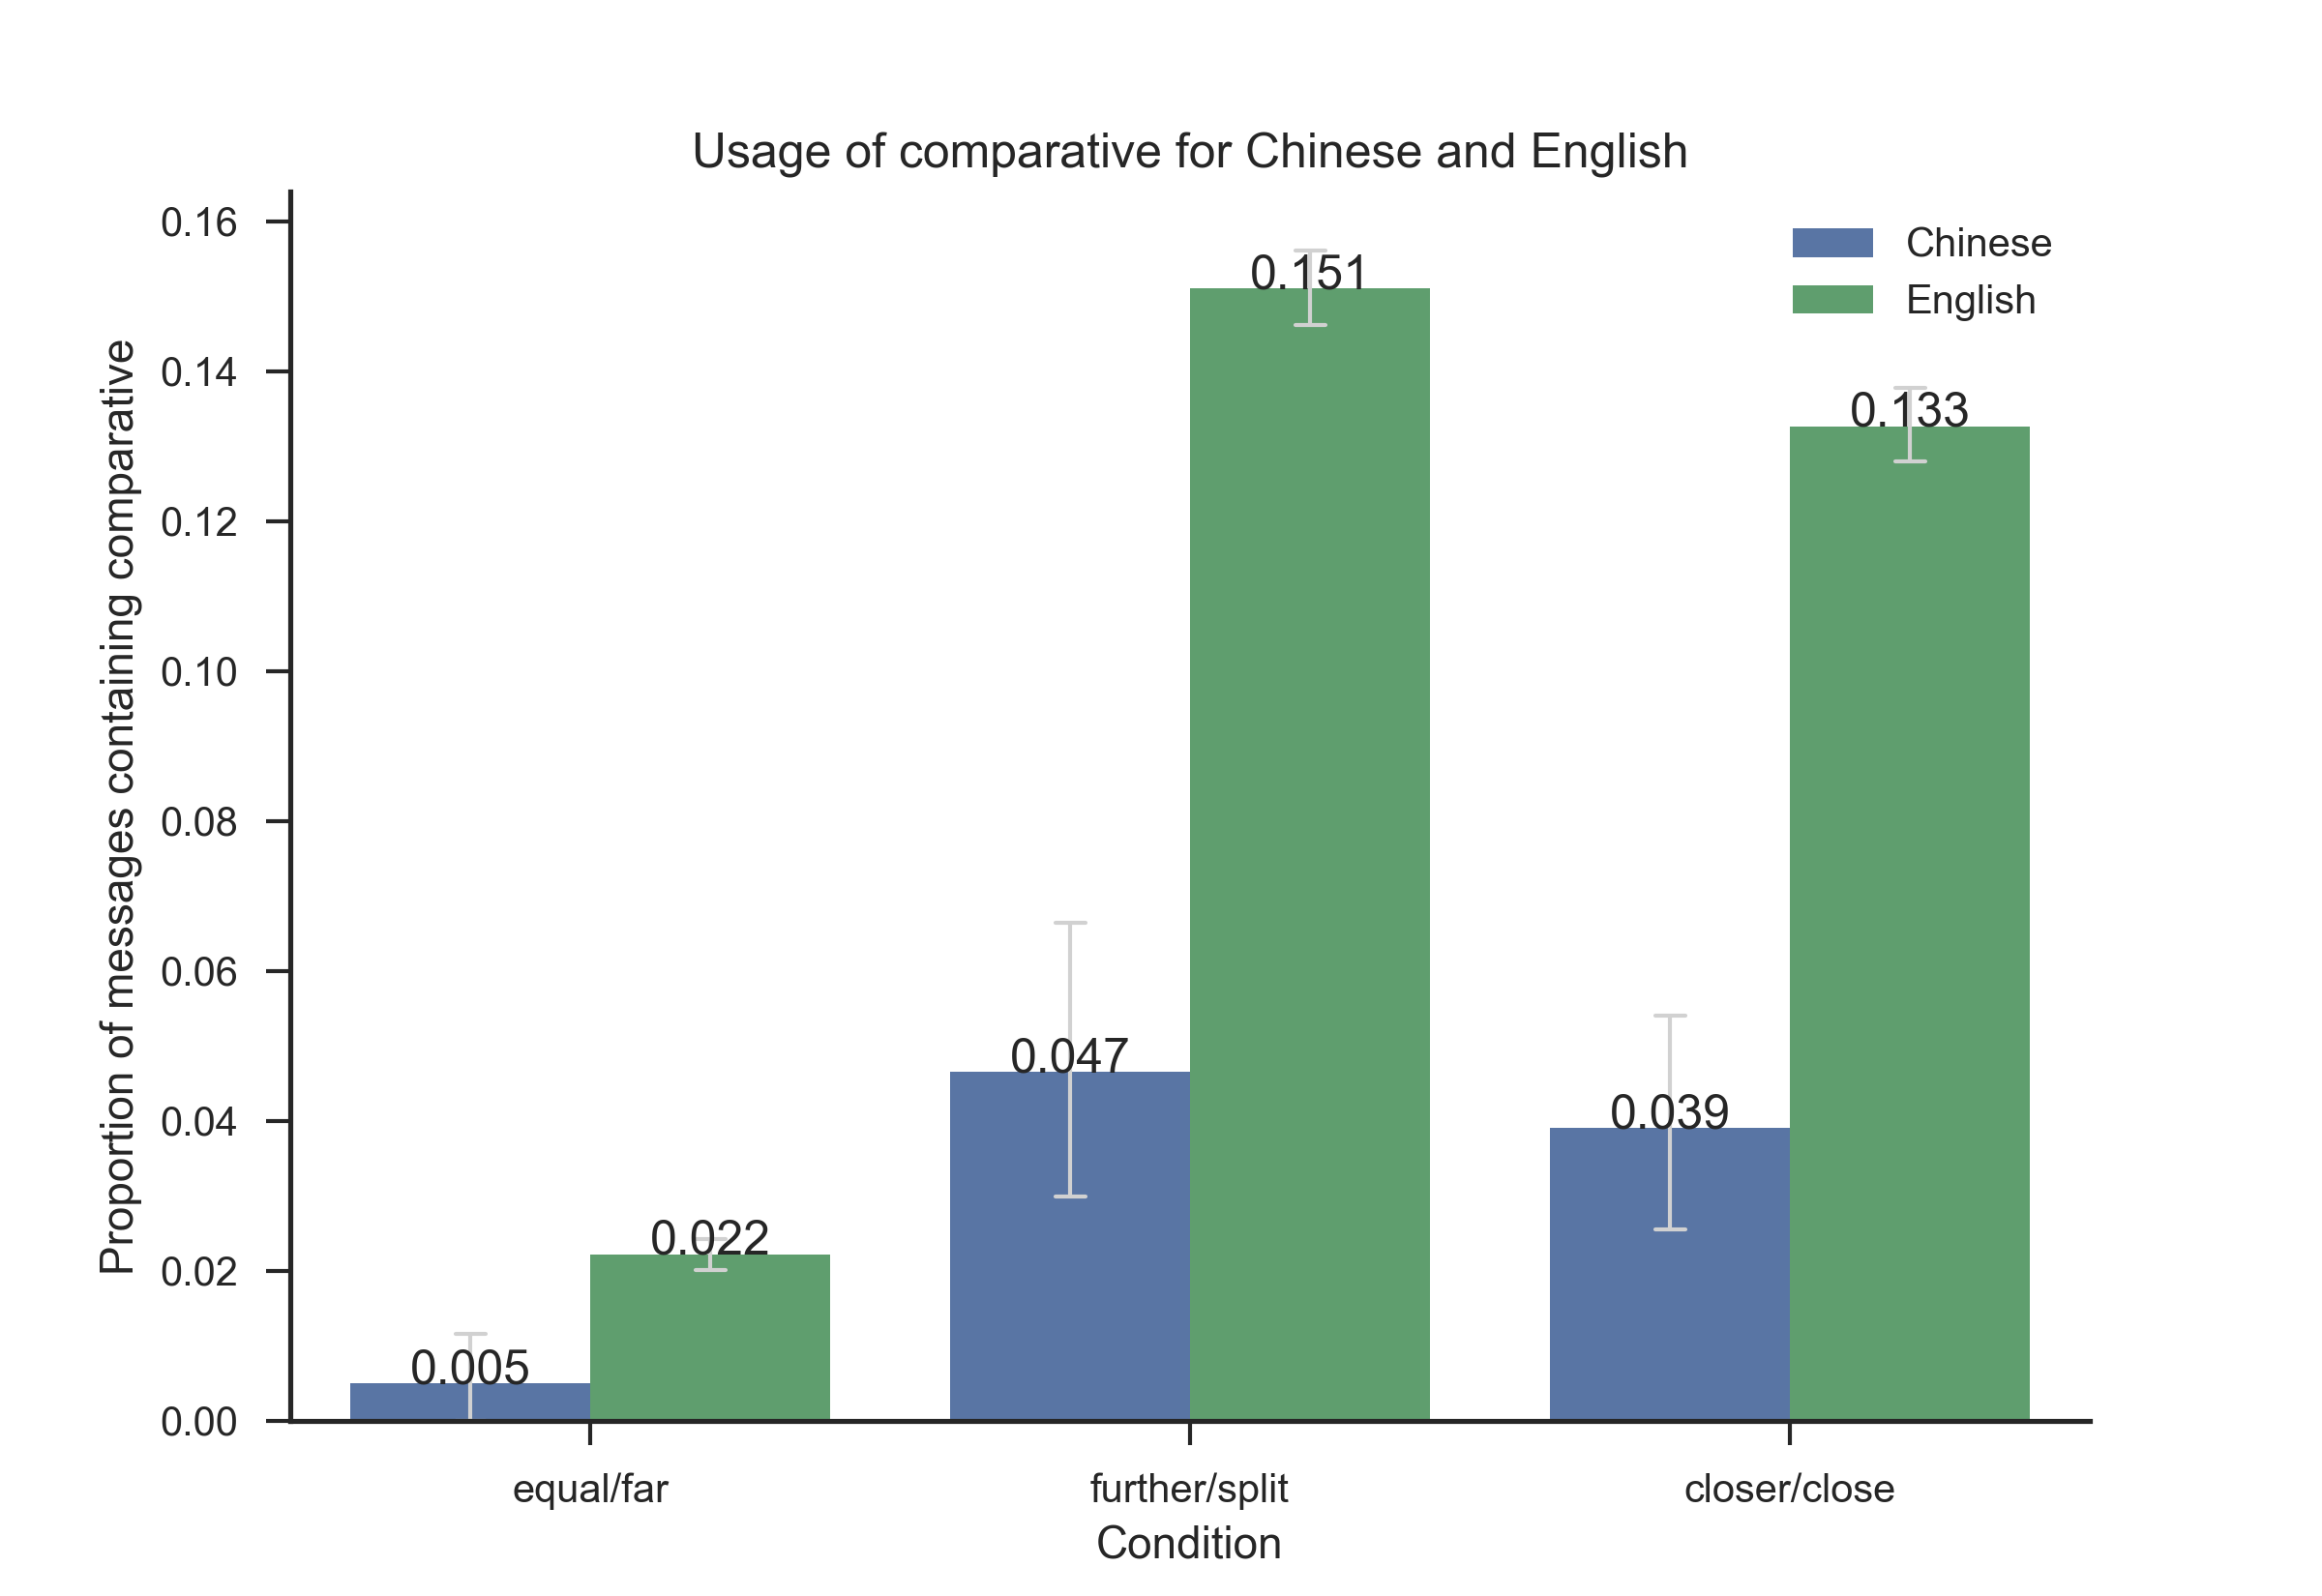 Usage of comparative for Chinese and English
Chinese
English
Proportion of messages containing comparative
0.16
0.14
0.12
0.10
0.08
0.06
0.04
0.02
0.00
0.005
0.022
0.047
0.151
0.039
0.133
equal/far
further/split
closer/close
Condition